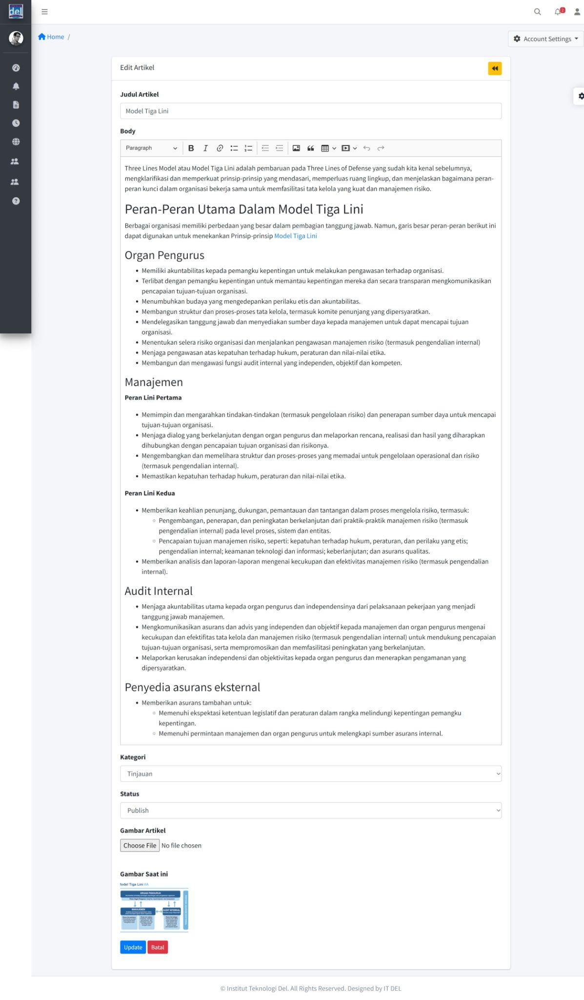 del
2
Home /
Account Settings
Edit Artikel
Judul Artikel
Model Tiga Lini
Body
Paragraph
Three Lines Model atau Model Tiga Lini adalah pembaruan pada Three Lines of Defense yang sudah kita kenal sebelumnya,
mengklarifikasi dan memperkuat prinsip-prinsip yang mendasari, memperluas ruang lingkup, dan menjelaskan bagaimana peran-
peran kunci dalam organisasi bekerja sama untuk memfasilitasi tata kelola yang kuat dan manajemen risiko.
Peran-Peran Utama Dalam Model Tiga Lini
Berbagai organisasi memiliki perbedaan yang besar dalam pembagian tanggung jawab. Namun, garis besar peran-peran berikut ini
dapat digunakan untuk menekankan Prinsip-prinsip Model Tiga Lini
Organ Pengurus
• Memiliki akuntabilitas kepada pemangku kepentingan untuk melakukan pengawasan terhadap organisasi.
• Terlibat dengan pemangku kepentingan untuk memantau kepentingan mereka dan secara transparan mengkomunikasikan
pencapaian tujuan-tujuan organisasi.
• Menumbuhkan budaya yang mengedepankan perilaku etis dan akuntabilitas.
• Membangun struktur dan proses-proses tata kelola, termasuk komite penunjang yang dipersyaratkan.
• Mendelegasikan tanggung jawab dan menyediakan sumber daya kepada manajemen untuk dapat mencapai tujuan
organisasi.
• Menentukan selera risiko organisasi dan menjalankan pengawasan manajemen risiko (termasuk pengendalian internal)
• Menjaga pengawasan atas kepatuhan terhadap hukum, peraturan dan nilai-nilai etika.
• Membangun dan mengawasi fungsi audit internal yang independen, objektif dan kompeten.
Manajemen
Peran Lini Pertama
• Memimpin dan mengarahkan tindakan-tindakan (termasuk pengelolaan risiko) dan penerapan sumber daya untuk mencapai
tujuan-tujuan organisasi.
• Menjaga dialog yang berkelanjutan dengan organ pengurus dan melaporkan rencana, realisasi dan hasil yang diharapkan
dihubungkan dengan pencapaian tujuan organisasi dan risikonya.
• Mengembangkan dan memelihara struktur dan proses-proses yang memadai untuk pengelolaan operasional dan risiko
(termasuk pengendalian internal).
• Memastikan kepatuhan terhadap hukum, peraturan dan nilai-nilai etika.
Peran Lini Kedua
• Memberikan keahlian penunjang, dukungan, pemantauan dan tantangan dalam proses mengelola risiko, termasuk:
◦ Pengembangan, penerapan, dan peningkatan berkelanjutan dari praktik-praktik manajemen risiko (termasuk
pengendalian internal) pada level proses, sistem dan entitas.
◦ Pencapaian tujuan manajemen risiko, seperti: kepatuhan terhadap hukum, peraturan, dan perilaku yang etis;
pengendalian internal; keamanan teknologi dan informasi; keberlanjutan; dan asurans qualitas.
• Memberikan analisis dan laporan-laporan mengenai kecukupan dan efektivitas manajemen risiko (termasuk pengendalian
internal).
Audit Internal
• Menjaga akuntabilitas utama kepada organ pengurus dan independensinya dari pelaksanaan pekerjaan yang menjadi
tanggung jawab manajemen.
• Mengkomunikasikan asurans dan advis yang independen dan objektif kepada manajemen dan organ pengurus mengenai
kecukupan dan efektifitas tata kelola dan manajemen risiko (termasuk pengendalian internal) untuk mendukung pencapaian
tujuan-tujuan organisasi, serta mempromosikan dan memfasilitasi peningkatan yang berkelanjutan.
• Melaporkan kerusakan independensi dan objektivitas kepada organ pengurus dan menerapkan pengamanan yang
dipersyaratkan.
Penyedia asurans eksternal
• Memberikan asurans tambahan untuk:
◦ Memenuhi ekspektasi ketentuan legislatif dan peraturan dalam rangka melindungi kepentingan pemangku
kepentingan.
◦ Memenuhi permintaan manajemen dan organ pengurus untuk melengkapi sumber asurans internal.
Kategori
Tinjauan
Status
Publish
Gambar Artikel
Choose File No file chosen
Gambar Saat ini
odel Tiga Lini IIA
ORGAN PENGURUS
MANAJEMEN
AUDIT INTERNAL
Update Batal
© Institut Teknologi Del. All Rights Reserved. Designed by IT DEL